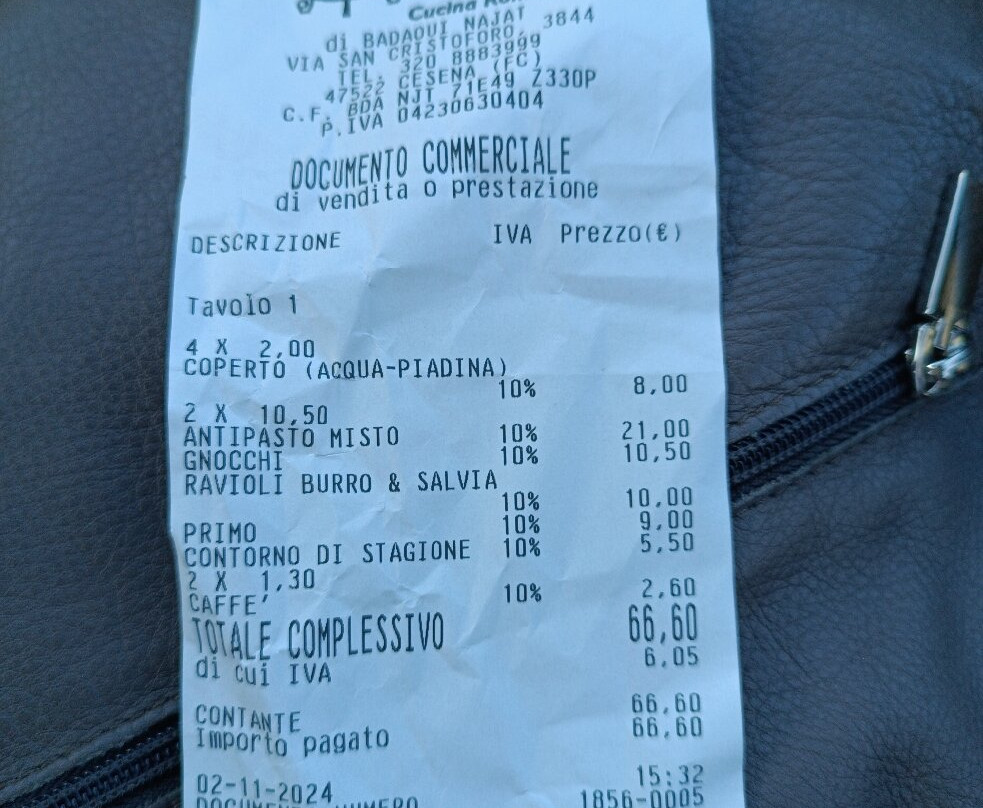 Cucina
di BADAOUI NAJAT
VIA SAN CRISTOFORO, 3844
TEL. 320 8883999
47522 CESENA (FC)
C.F. BDA NJT 71E49 Z330P
P.IVA 04230630404
DOCUMENTO COMMERCIALE
di vendita o prestazione
DESCRIZIONE IVA Prezzo(€)
Tavolo 1
4 X 2,00
COPERTO (ACQUA-PIADINA)
10% 8,00
2 X 10,50
ANTIPASTO MISTO 10% 21,00
GNOCCHI 10% 10,50
RAVIOLI BURRO & SALVIA
10% 10,00
PRIMO 10% 9,00
CONTORNO DI STAGIONE 10% 5,50
2 X 1,30
CAFFE' 10% 2,60
TOTALE COMPLESSIVO 66,60
di cui IVA 6,05
CONTANTE 66,60
Importo pagato 66,60
02-11-2024 15:32
DOCUMENTO NUMERO 1856-0005